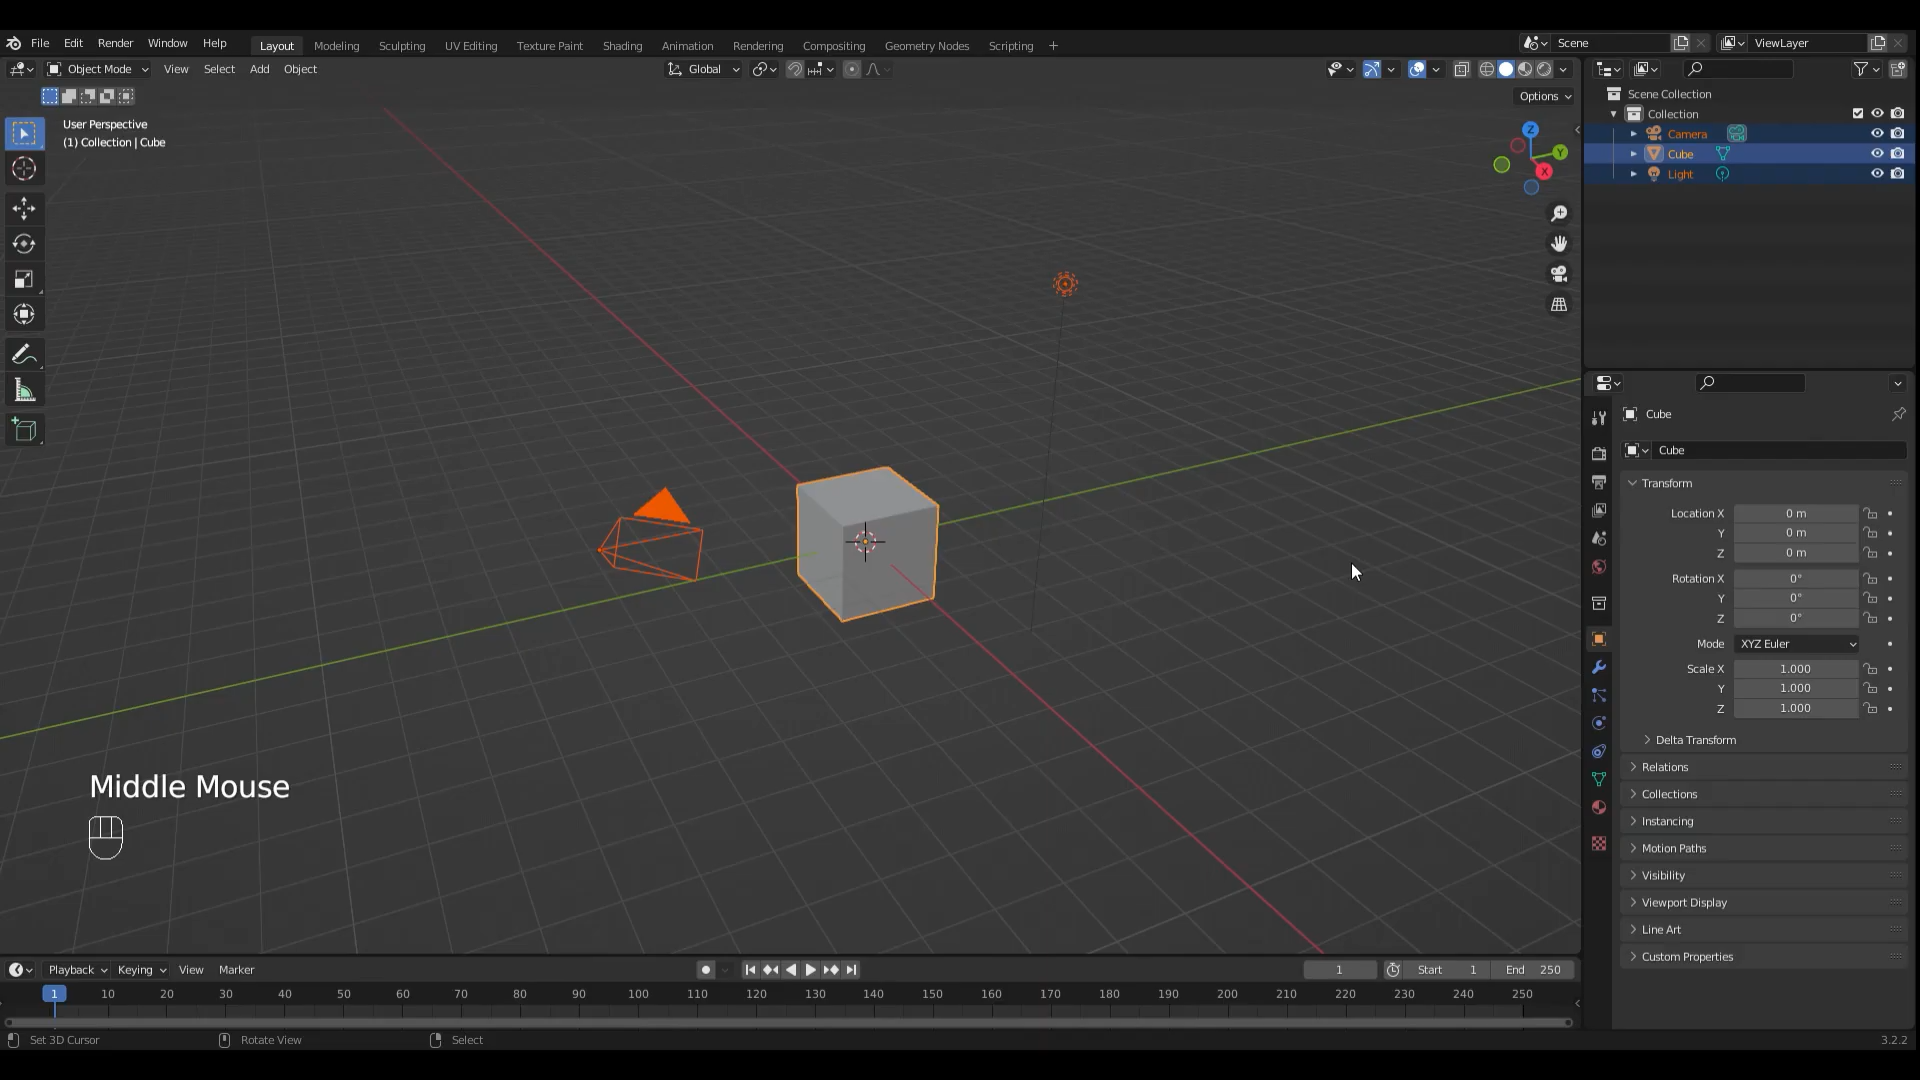 File Edit Render Window Help Layout Modeling Sculpting UV Editing Texture Paint Shading Animation Rendering Compositing Geometry Nodes Scripting + Scene ViewLayer
Object Mode View Select Add Object Global
Options
User Perspective
(1) Collection | Cube
Z
Y
X
Scene Collection
Collection
Camera
Cube
Light
Cube
Cube
Transform
Location X 0 m
Y 0 m
Z 0 m
Rotation X 0°
Y 0°
Z 0°
Mode XYZ Euler
Scale X 1.000
Y 1.000
Z 1.000
Delta Transform
Relations
Collections
Instancing
Motion Paths
Visibility
Viewport Display
Line Art
Custom Properties
Middle Mouse
Playback Keying View Marker 1 Start 1 End 250
1 10 20 30 40 50 60 70 80 90 100 110 120 130 140 150 160 170 180 190 200 210 220 230 240 250
Set 3D Cursor Rotate View Select 3.2.2